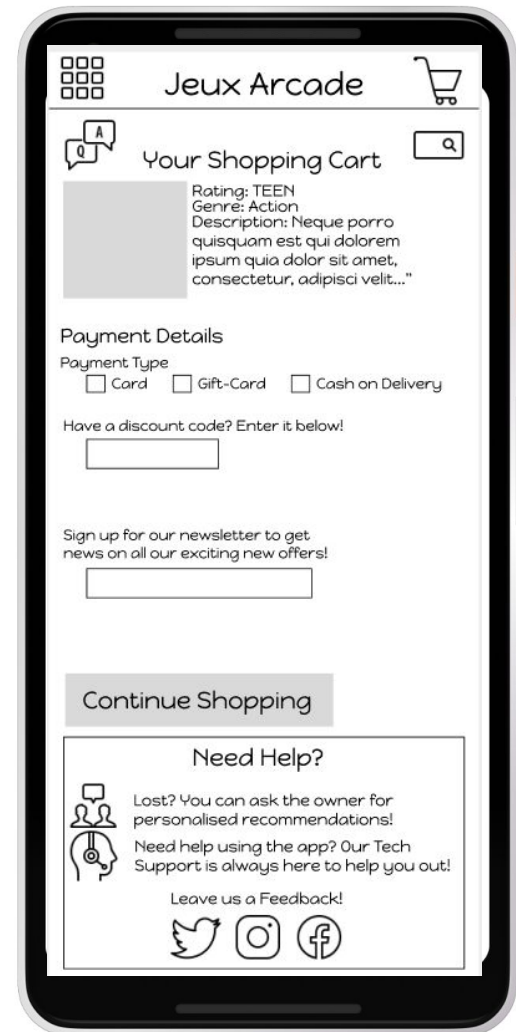 Jeux Arcade
A
Q
Your Shopping Cart
Rating: TEEN
Genre: Action
Description: Neque porro
quisquam est qui dolorem
ipsum quia dolor sit amet,
consectetur, adipisci velit..."
Payment Details
Payment Type
Card Gift-Card Cash on Delivery
Have a discount code? Enter it below!
Sign up for our newsletter to get
news on all our exciting new offers!
Continue Shopping
Need Help?
Lost? You can ask the owner for
personalised recommendations!
Need help using the app? Our Tech
Support is always here to help you out!
Leave us a Feedback!